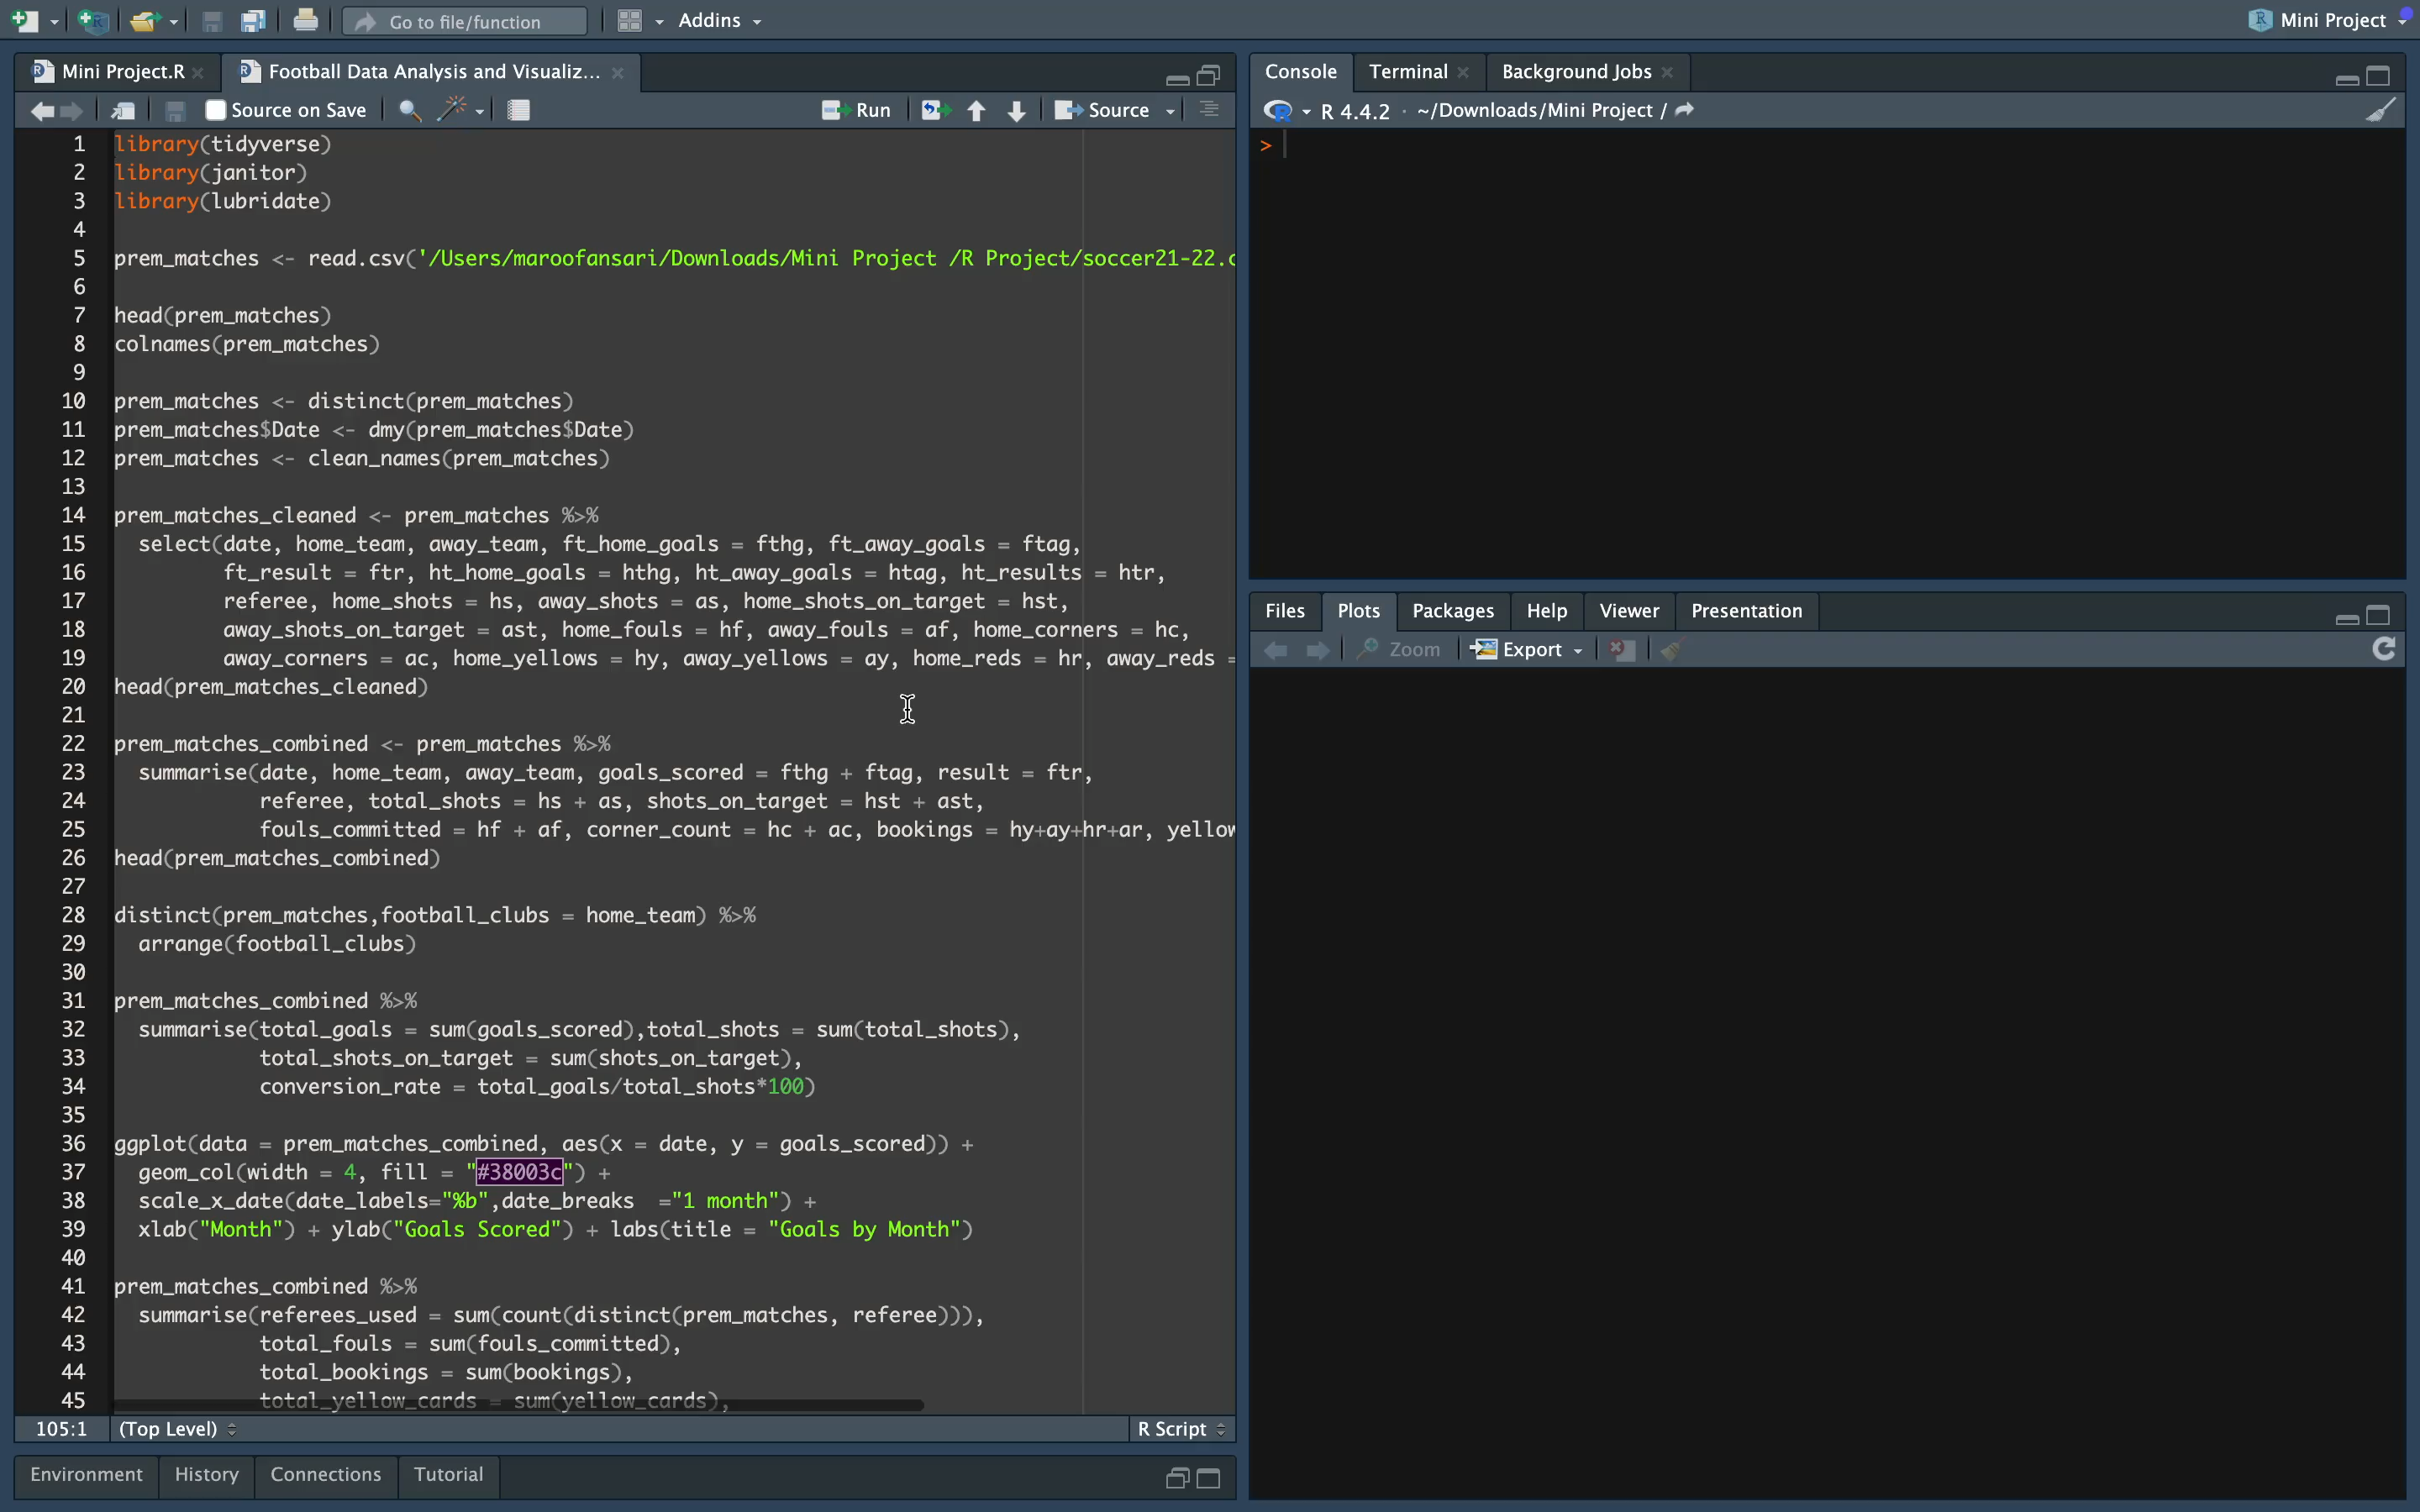 Go to file/function
Addins
Mini Project
Mini Project.R
Football Data Analysis and Visualiz...
Source on Save
Run
Source
1 library(tidyverse)
2 library(janitor)
3 library(lubridate)
4
5 prem_matches <- read.csv('/Users/maroofansari/Downloads/Mini Project /R Project/soccer21-22.c
6
7 head(prem_matches)
8 colnames(prem_matches)
9
10 prem_matches <- distinct(prem_matches)
11 prem_matches$Date <- dmy(prem_matches$Date)
12 prem_matches <- clean_names(prem_matches)
13
14 prem_matches_cleaned <- prem_matches %>%
15 select(date, home_team, away_team, ft_home_goals = fthg, ft_away_goals = ftag,
16 ft_result = ftr, ht_home_goals = hthg, ht_away_goals = htag, ht_results = htr,
17 referee, home_shots = hs, away_shots = as, home_shots_on_target = hst,
18 away_shots_on_target = ast, home_fouls = hf, away_fouls = af, home_corners = hc,
19 away_corners = ac, home_yellows = hy, away_yellows = ay, home_reds = hr, away_reds =
20 head(prem_matches_cleaned)
21
22 prem_matches_combined <- prem_matches %>%
23 summarise(date, home_team, away_team, goals_scored = fthg + ftag, result = ftr,
24 referee, total_shots = hs + as, shots_on_target = hst + ast,
25 fouls_committed = hf + af, corner_count = hc + ac, bookings = hy+ay+hr+ar, yellow
26 head(prem_matches_combined)
27
28 distinct(prem_matches,football_clubs = home_team) %>%
29 arrange(football_clubs)
30
31 prem_matches_combined %>%
32 summarise(total_goals = sum(goals_scored),total_shots = sum(total_shots),
33 total_shots_on_target = sum(shots_on_target),
34 conversion_rate = total_goals/total_shots*100)
35
36 ggplot(data = prem_matches_combined, aes(x = date, y = goals_scored)) +
37 geom_col(width = 4, fill = "#38003c") +
38 scale_x_date(date_labels="%b",date_breaks  ="1 month") +
39 xlab("Month") + ylab("Goals Scored") + labs(title = "Goals by Month")
40
41 prem_matches_combined %>%
42 summarise(referees_used = sum(count(distinct(prem_matches, referee))),
43 total_fouls = sum(fouls_committed),
44 total_bookings = sum(bookings),
45 total_yellow_cards = sum(yellow_cards),
105:1 (Top Level)
R Script
Environment
History
Connections
Tutorial
Console
Terminal
Background Jobs
R 4.4.2 · ~/Downloads/Mini Project /
>
Files
Plots
Packages
Help
Viewer
Presentation
Zoom
Export